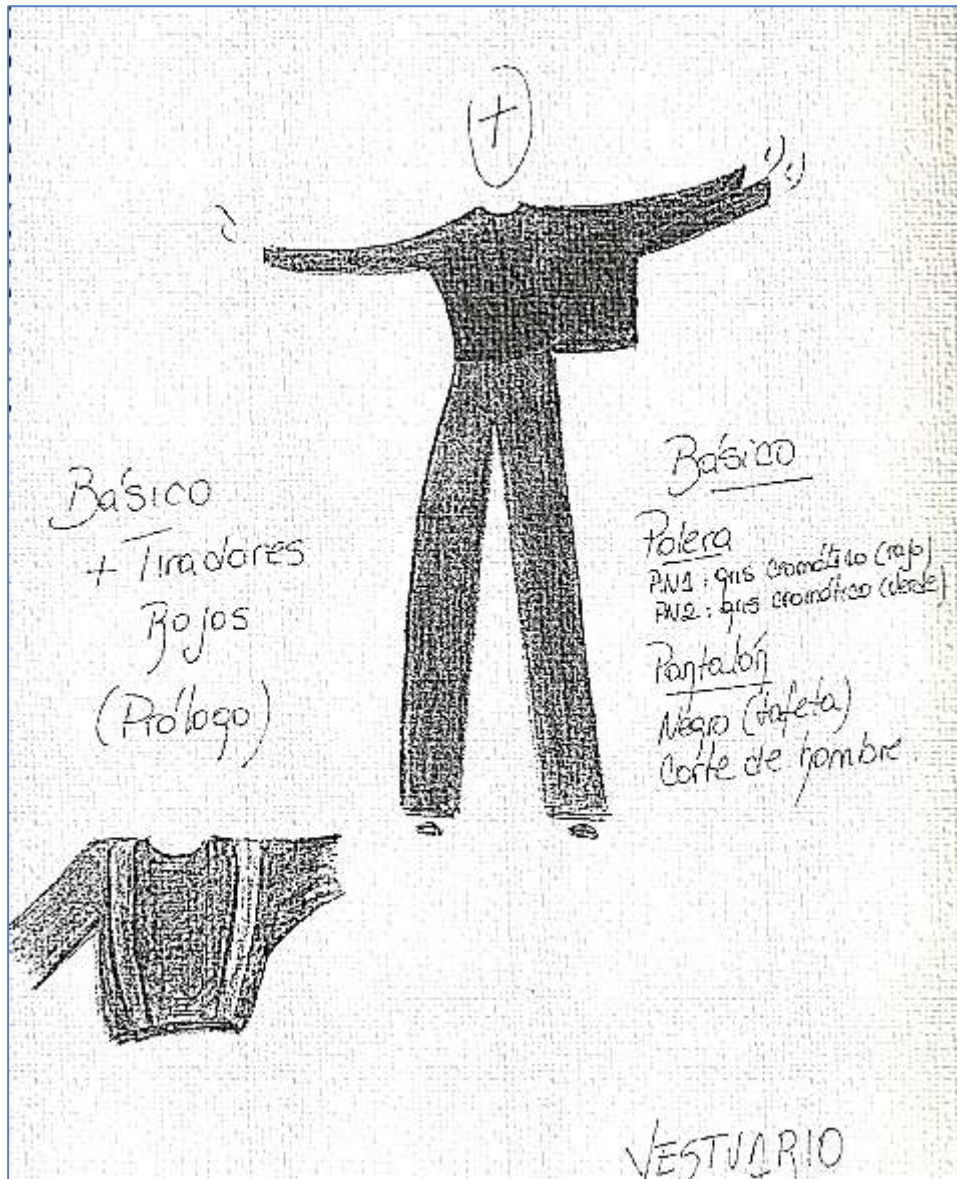 Básico
+ Tiradores
Rojos
(Prólogo)
Básico
Polera
PN1: gris cromático (rojo)
PN2: gris cromático (verde)
Pantalón
Negro (tafeta)
Corte de hombre
VESTUARIO